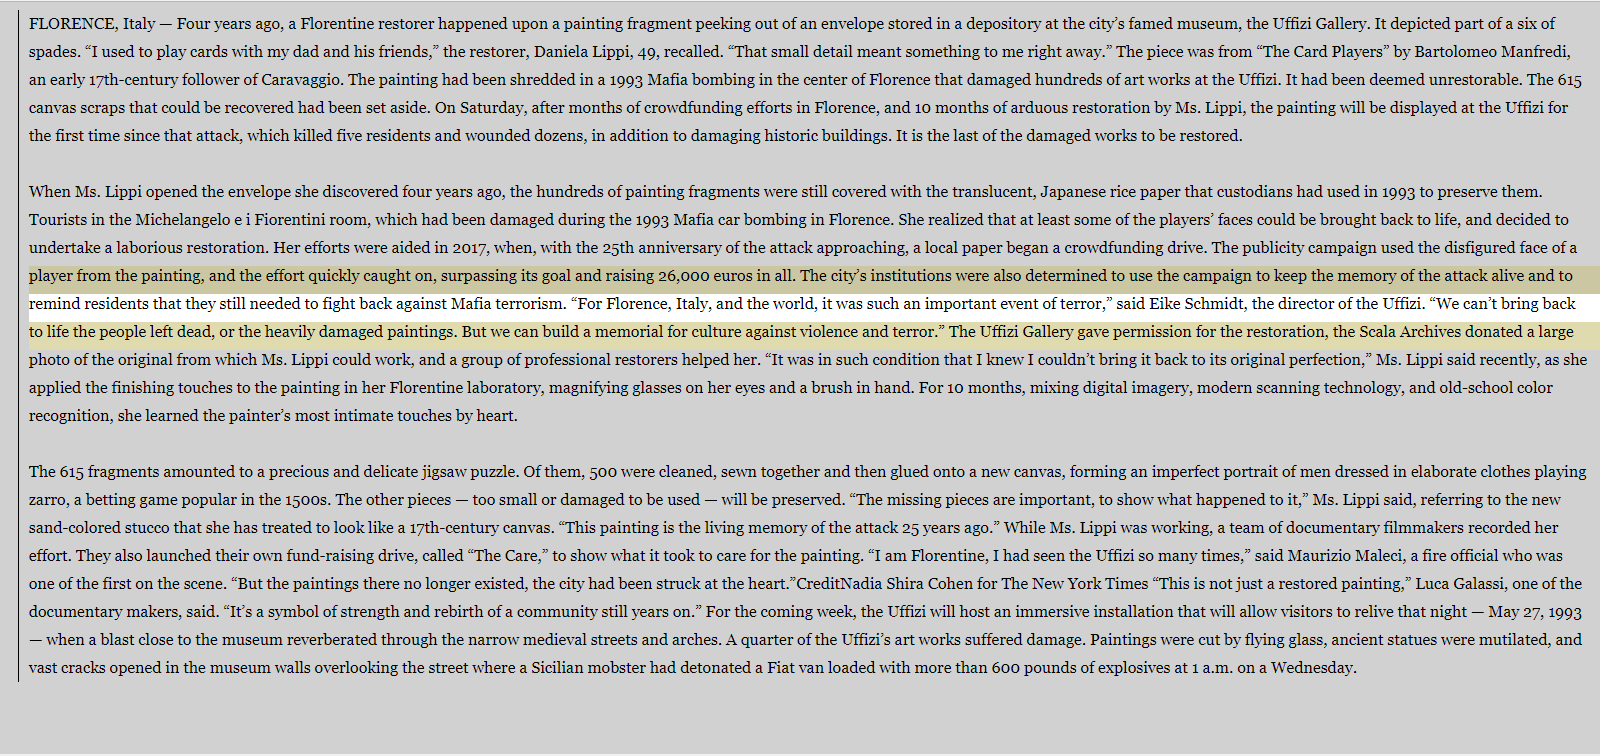 FLORENCE, Italy — Four years ago, a Florentine restorer happened upon a painting fragment peeking out of an envelope stored in a depository at the city’s famed museum, the Uffizi Gallery. It depicted part of a six of
spades. “I used to play cards with my dad and his friends,” the restorer, Daniela Lippi, 49, recalled. “That small detail meant something to me right away.” The piece was from “The Card Players” by Bartolomeo Manfredi,
an early 17th-century follower of Caravaggio. The painting had been shredded in a 1993 Mafia bombing in the center of Florence that damaged hundreds of art works at the Uffizi. It had been deemed unrestorable. The 615
canvas scraps that could be recovered had been set aside. On Saturday, after months of crowdfunding efforts in Florence, and 10 months of arduous restoration by Ms. Lippi, the painting will be displayed at the Uffizi for
the first time since that attack, which killed five residents and wounded dozens, in addition to damaging historic buildings. It is the last of the damaged works to be restored.
When Ms. Lippi opened the envelope she discovered four years ago, the hundreds of painting fragments were still covered with the translucent, Japanese rice paper that custodians had used in 1993 to preserve them.
Tourists in the Michelangelo e i Fiorentini room, which had been damaged during the 1993 Mafia car bombing in Florence. She realized that at least some of the players’ faces could be brought back to life, and decided to
undertake a laborious restoration. Her efforts were aided in 2017, when, with the 25th anniversary of the attack approaching, a local paper began a crowdfunding drive. The publicity campaign used the disfigured face of a
player from the painting, and the effort quickly caught on, surpassing its goal and raising 26,000 euros in all. The city’s institutions were also determined to use the campaign to keep the memory of the attack alive and to
remind residents that they still needed to fight back against Mafia terrorism. “For Florence, Italy, and the world, it was such an important event of terror,” said Eike Schmidt, the director of the Uffizi. “We can’t bring back
to life the people left dead, or the heavily damaged paintings. But we can build a memorial for culture against violence and terror.” The Uffizi Gallery gave permission for the restoration, the Scala Archives donated a large
photo of the original from which Ms. Lippi could work, and a group of professional restorers helped her. “It was in such condition that I knew I couldn’t bring it back to its original perfection,” Ms. Lippi said recently, as she
applied the finishing touches to the painting in her Florentine laboratory, magnifying glasses on her eyes and a brush in hand. For 10 months, mixing digital imagery, modern scanning technology, and old-school color
recognition, she learned the painter’s most intimate touches by heart.
The 615 fragments amounted to a precious and delicate jigsaw puzzle. Of them, 500 were cleaned, sewn together and then glued onto a new canvas, forming an imperfect portrait of men dressed in elaborate clothes playing
zarro, a betting game popular in the 1500s. The other pieces — too small or damaged to be used — will be preserved. “The missing pieces are important, to show what happened to it,” Ms. Lippi said, referring to the new
sand-colored stucco that she has treated to look like a 17th-century canvas. “This painting is the living memory of the attack 25 years ago.” While Ms. Lippi was working, a team of documentary filmmakers recorded her
effort. They also launched their own fund-raising drive, called “The Care,” to show what it took to care for the painting. “I am Florentine, I had seen the Uffizi so many times,” said Maurizio Maleci, a fire official who was
one of the first on the scene. “But the paintings there no longer existed, the city had been struck at the heart.”CreditNadia Shira Cohen for The New York Times “This is not just a restored painting,” Luca Galassi, one of the
documentary makers, said. “It’s a symbol of strength and rebirth of a community still years on.” For the coming week, the Uffizi will host an immersive installation that will allow visitors to relive that night — May 27, 1993
— when a blast close to the museum reverberated through the narrow medieval streets and arches. A quarter of the Uffizi’s art works suffered damage. Paintings were cut by flying glass, ancient statues were mutilated, and
vast cracks opened in the museum walls overlooking the street where a Sicilian mobster had detonated a Fiat van loaded with more than 600 pounds of explosives at 1 a.m. on a Wednesday.